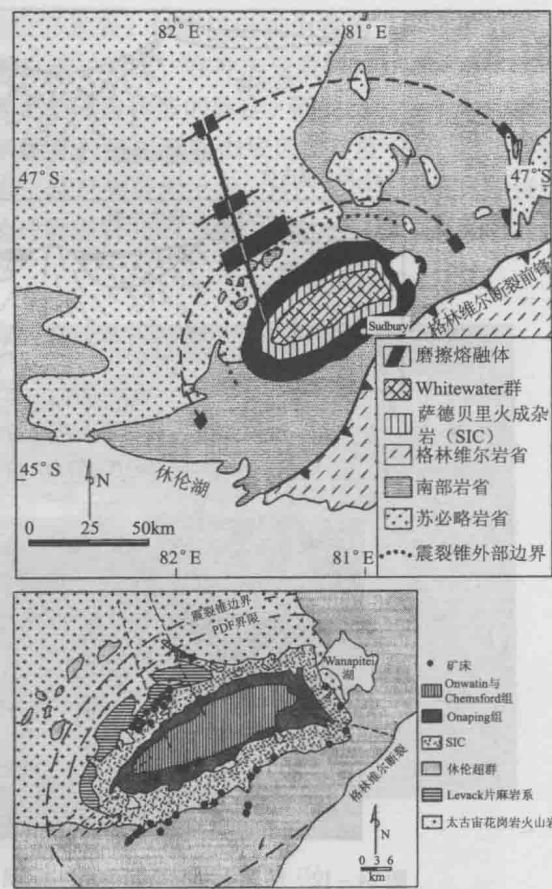 82°E
81°E
47°S
47°S
格林维尔断裂前锋
Sudbury
磨擦熔融体
Whitewater群
萨德贝里火成杂
岩（SIC）
格林维尔岩省
南部岩省
苏必略岩省
震裂锥外部边界
45°S
休伦湖
N
0 25 50km
82°E
81°E
震裂锥边界
PDF界限
Wanapitei
湖
格林维尔断裂
N
0 3 6
km
矿床
Onwatin与
Chemsford组
Onaping组
SIC
休伦超群
Levack片麻岩系
太古宙花岗岩火山岩